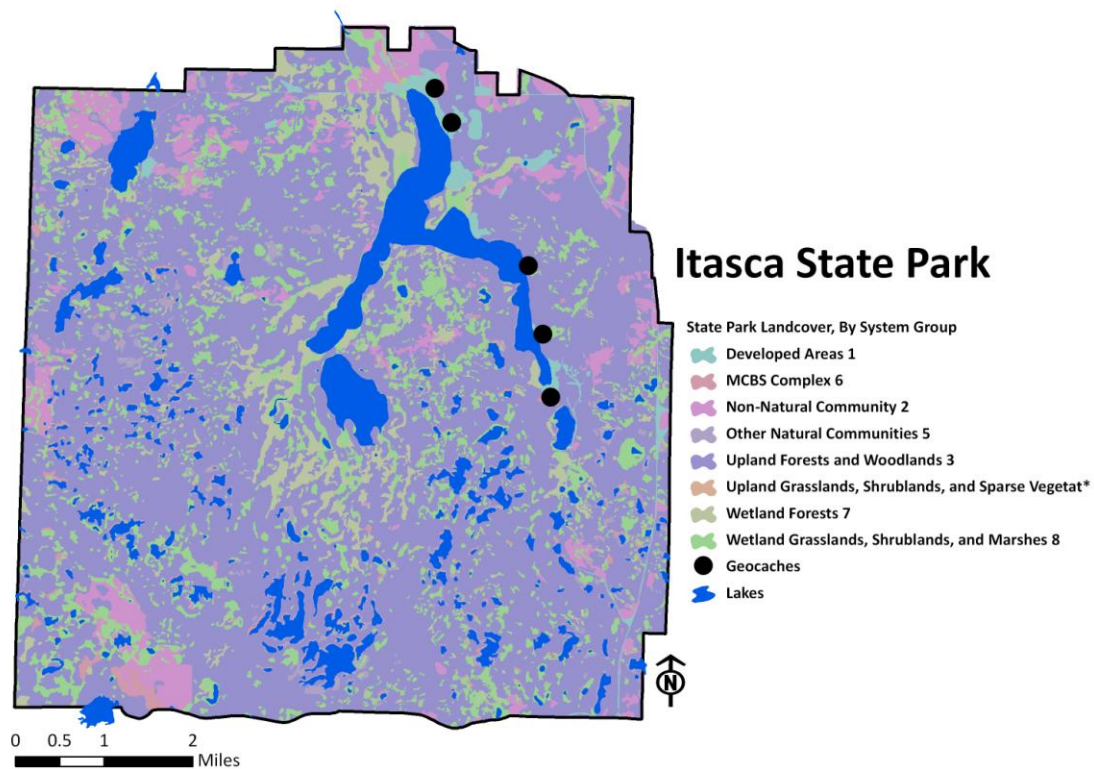 Itasca State Park
State Park Landcover, By System Group
Developed Areas 1
MCBS Complex 6
Non-Natural Community 2
Other Natural Communities 5
Upland Forests and Woodlands 3
Upland Grasslands, Shrublands, and Sparse Vegetat*
Wetland Forests 7
Wetland Grasslands, Shrublands, and Marshes 8
Geocaches
Lakes
N
0 0.5 1 2
Miles